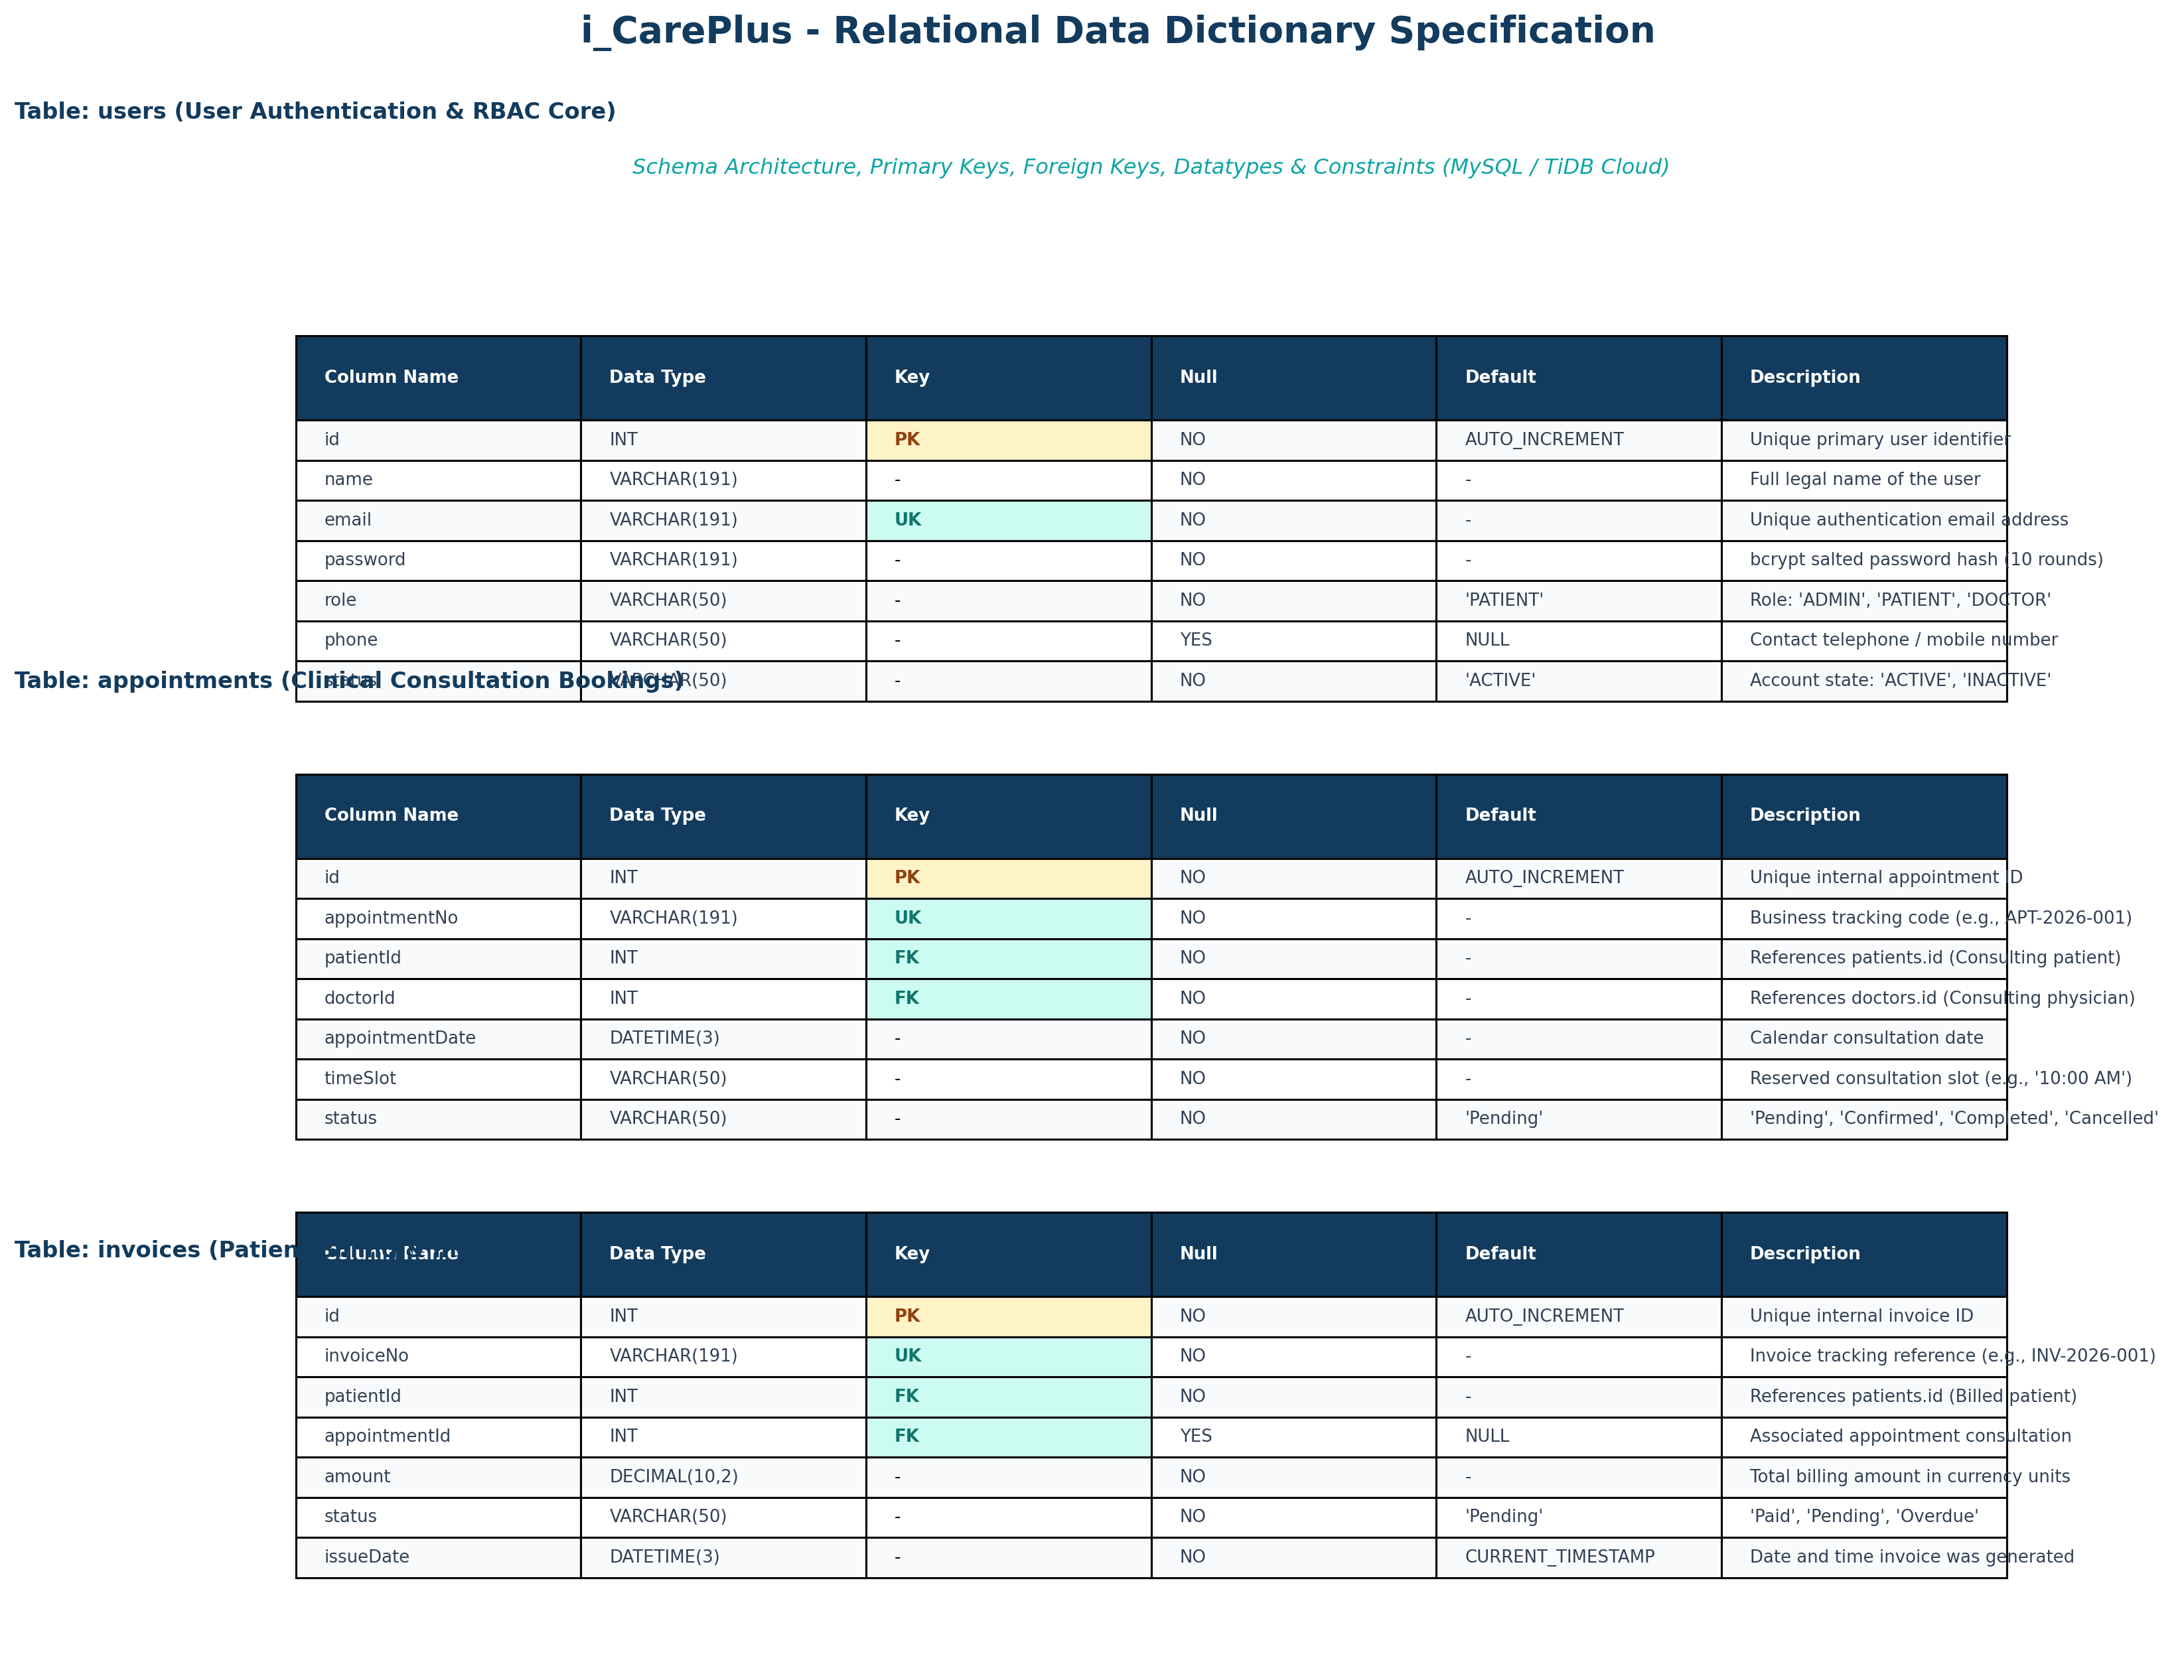 i_CarePlus - Relational Data Dictionary Specification
Table: users (User Authentication & RBAC Core)
Schema Architecture, Primary Keys, Foreign Keys, Datatypes & Constraints (MySQL / TiDB Cloud)
Column Name Data Type Key Null Default Description
id INT PK NO AUTO_INCREMENT Unique primary user identifier
name VARCHAR(191) - NO - Full legal name of the user
email VARCHAR(191) UK NO - Unique authentication email address
password VARCHAR(191) - NO - bcrypt salted password hash (10 rounds)
role VARCHAR(50) - NO 'PATIENT' Role: 'ADMIN', 'PATIENT', 'DOCTOR'
phone VARCHAR(50) - YES NULL Contact telephone / mobile number
Table: appointments (Clinical Consultation Bookings)
status VARCHAR(50) - NO 'ACTIVE' Account state: 'ACTIVE', 'INACTIVE'
Column Name Data Type Key Null Default Description
id INT PK NO AUTO_INCREMENT Unique internal appointment ID
appointmentNo VARCHAR(191) UK NO - Business tracking code (e.g., APT-2026-001)
patientId INT FK NO - References patients.id (Consulting patient)
doctorId INT FK NO - References doctors.id (Consulting physician)
appointmentDate DATETIME(3) - NO - Calendar consultation date
timeSlot VARCHAR(50) - NO - Reserved consultation slot (e.g., '10:00 AM')
status VARCHAR(50) - NO 'Pending' 'Pending', 'Confirmed', 'Completed', 'Cancelled'
Table: invoices (Patien
Column Name Data Type Key Null Default Description
id INT PK NO AUTO_INCREMENT Unique internal invoice ID
invoiceNo VARCHAR(191) UK NO - Invoice tracking reference (e.g., INV-2026-001)
patientId INT FK NO - References patients.id (Billed patient)
appointmentId INT FK YES NULL Associated appointment consultation
amount DECIMAL(10,2) - NO - Total billing amount in currency units
status VARCHAR(50) - NO 'Pending' 'Paid', 'Pending', 'Overdue'
issueDate DATETIME(3) - NO CURRENT_TIMESTAMP Date and time invoice was generated